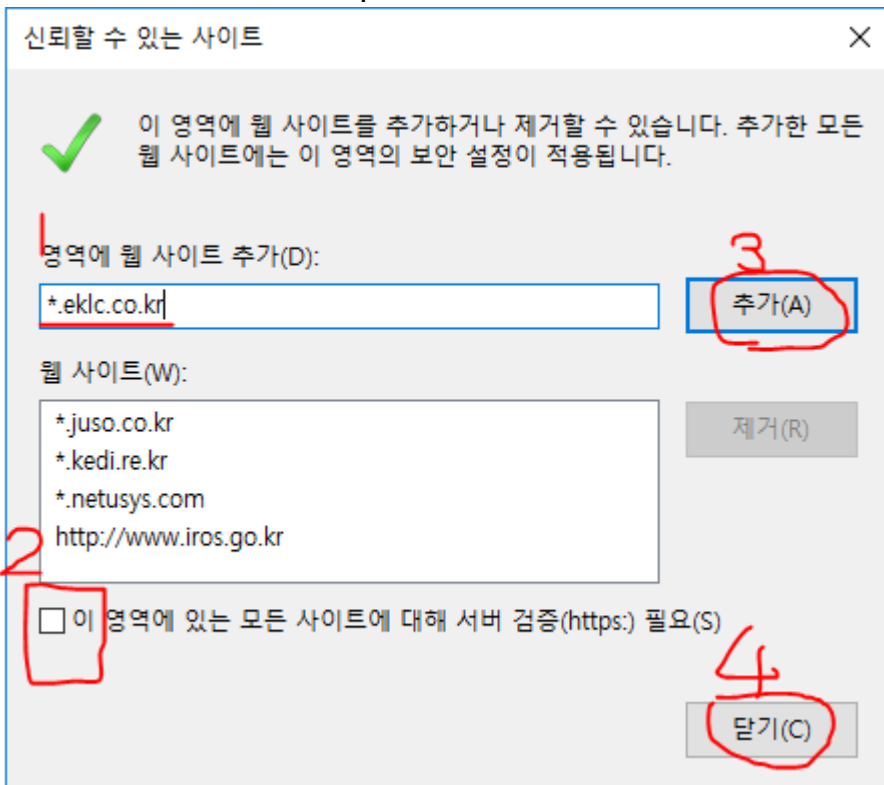 신뢰할 수 있는 사이트
이 영역에 웹 사이트를 추가하거나 제거할 수 있습니다. 추가한 모든
웹 사이트에는 이 영역의 보안 설정이 적용됩니다.
1
영역에 웹 사이트 추가(D):
3
*.eklc.co.kr
추가(A)
웹 사이트(W):
*.juso.co.kr
제거(R)
*.kedi.re.kr
*.netusys.com
http://www.iros.go.kr
2
이 영역에 있는 모든 사이트에 대해 서버 검증(https:) 필요(S)
4
닫기(C)